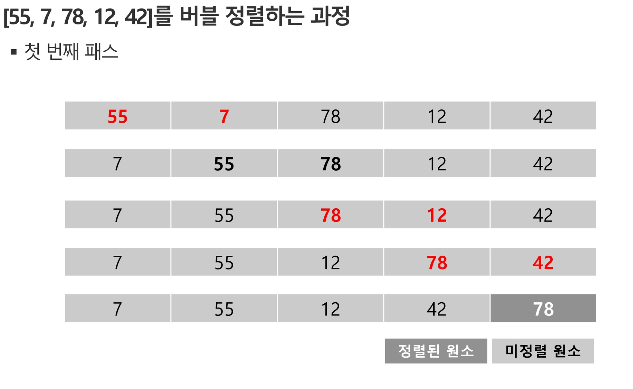 [55, 7, 78, 12, 42]를 버블 정렬하는 과정
▪ 첫 번째 패스
55 7 78 12 42
7 55 78 12 42
7 55 78 12 42
7 55 12 78 42
7 55 12 42 78
정렬된 원소 미정렬 원소